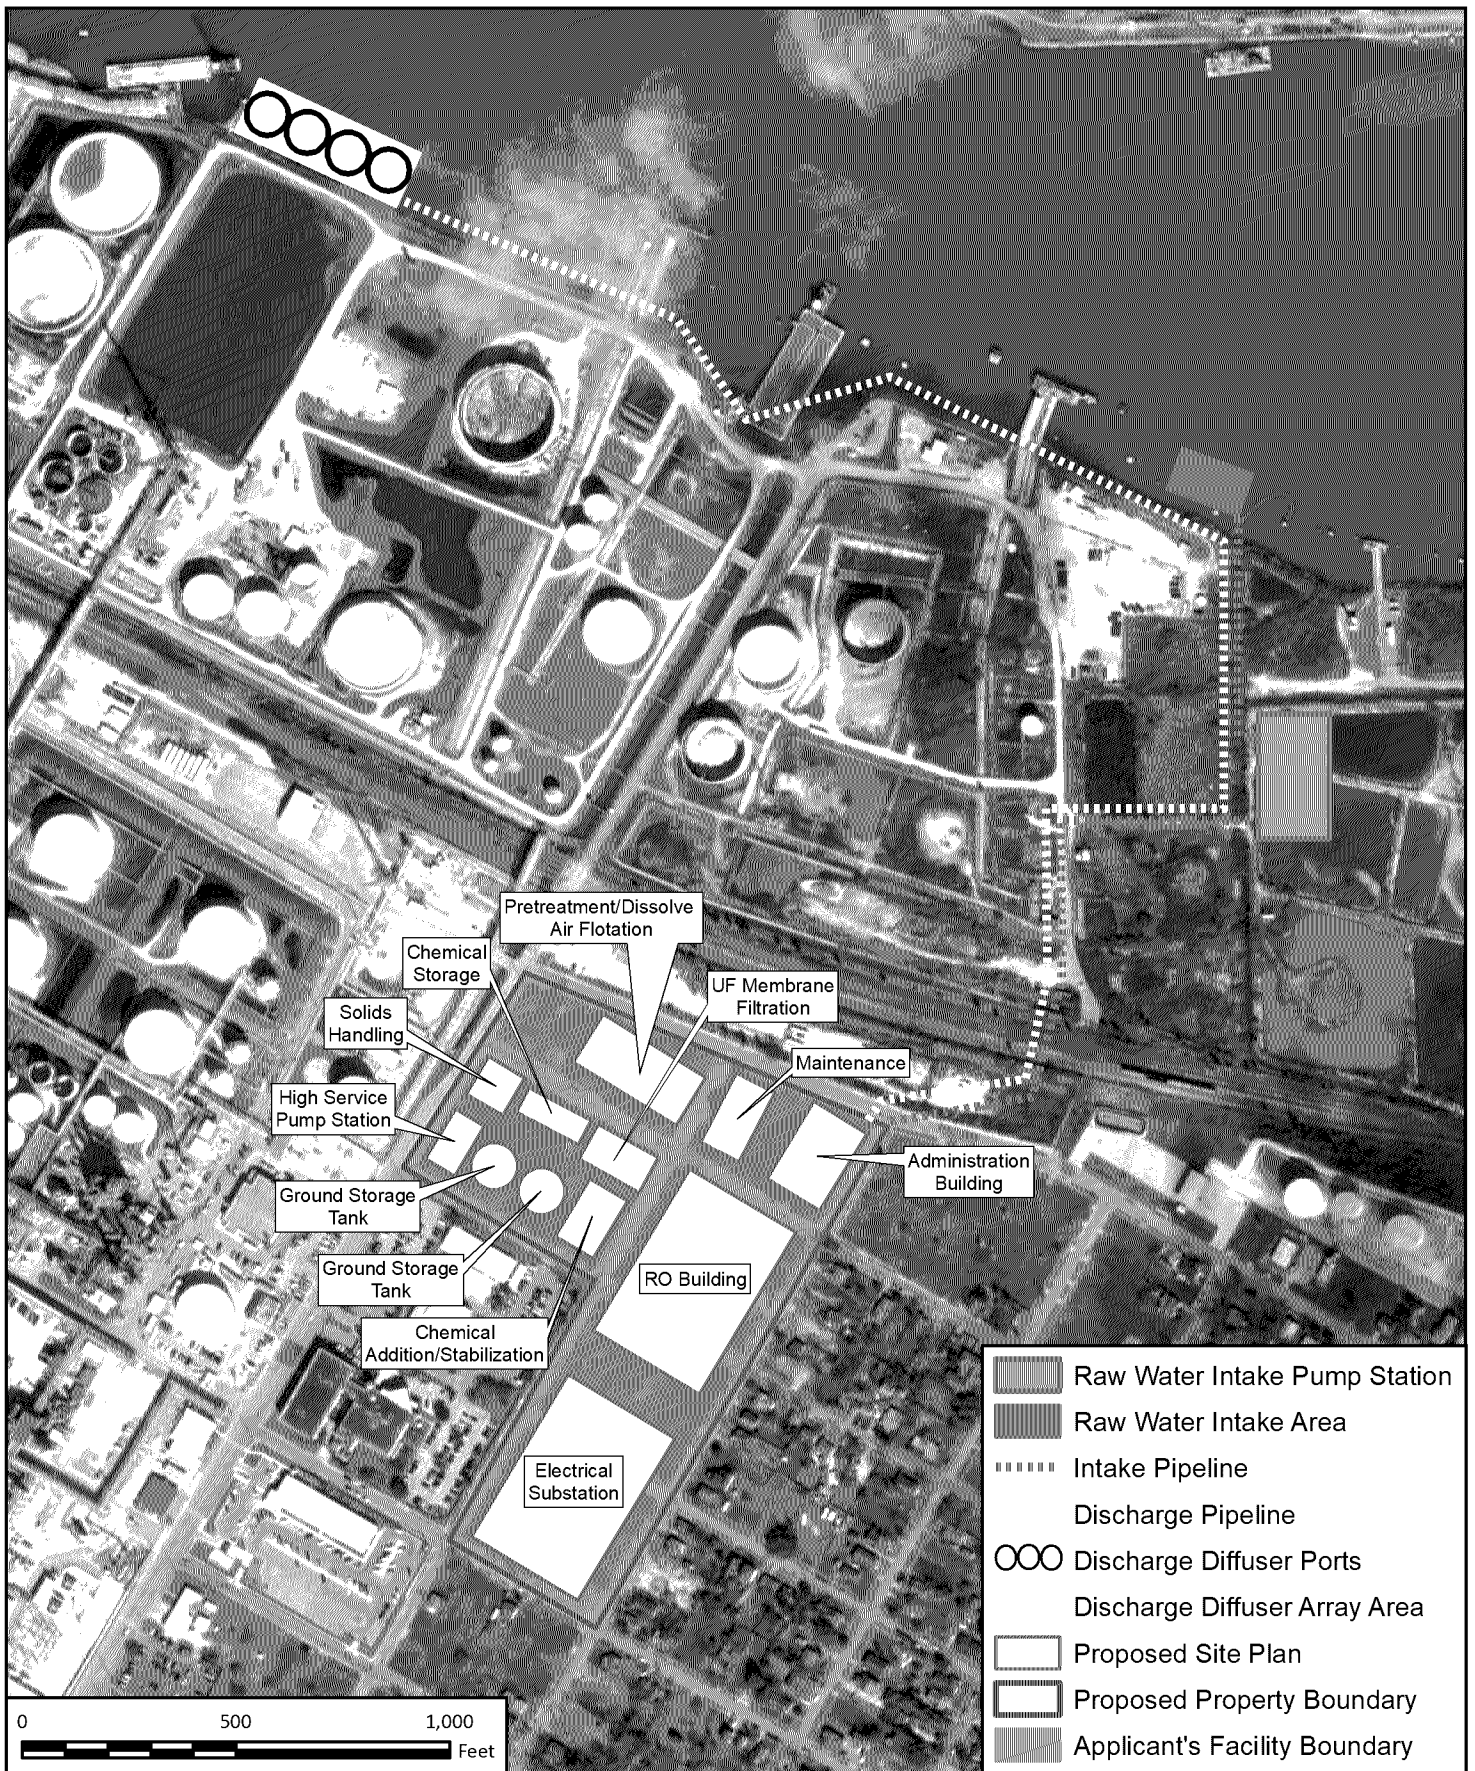 Pretreatment/Dissolve
Air Flotation
Chemical
Storage
UF Membrane
Filtration
Solids
Handling
Maintenance
High Service
Pump Station
Administration
Building
Ground Storage
Tank
Ground Storage
Tank
RO Building
Chemical
Addition/Stabilization
Electrical
Substation
Raw Water Intake Pump Station
Raw Water Intake Area
Intake Pipeline
Discharge Pipeline
Discharge Diffuser Ports
Discharge Diffuser Array Area
Proposed Site Plan
Proposed Property Boundary
Applicant's Facility Boundary
0 500 1,000
Feet